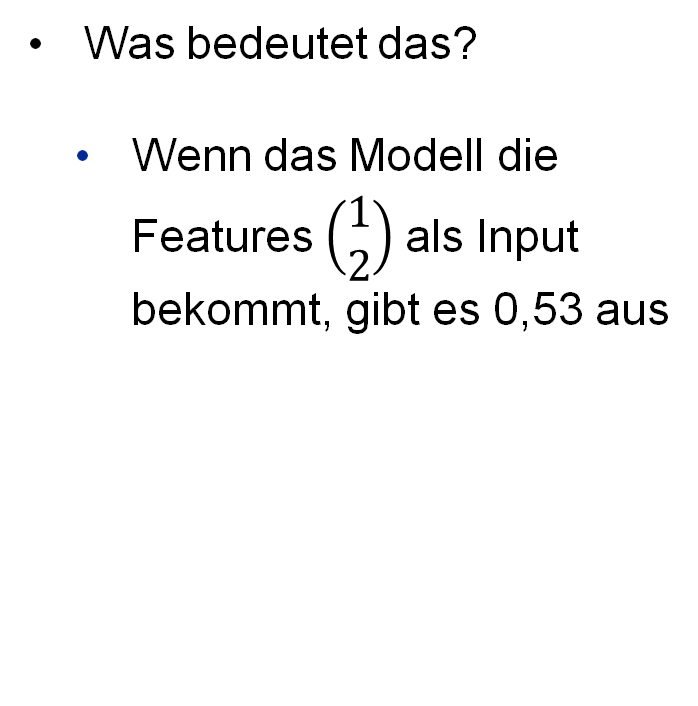 • Was bedeutet das?
• Wenn das Modell die
Features (1 2) als Input
bekommt, gibt es 0,53 aus